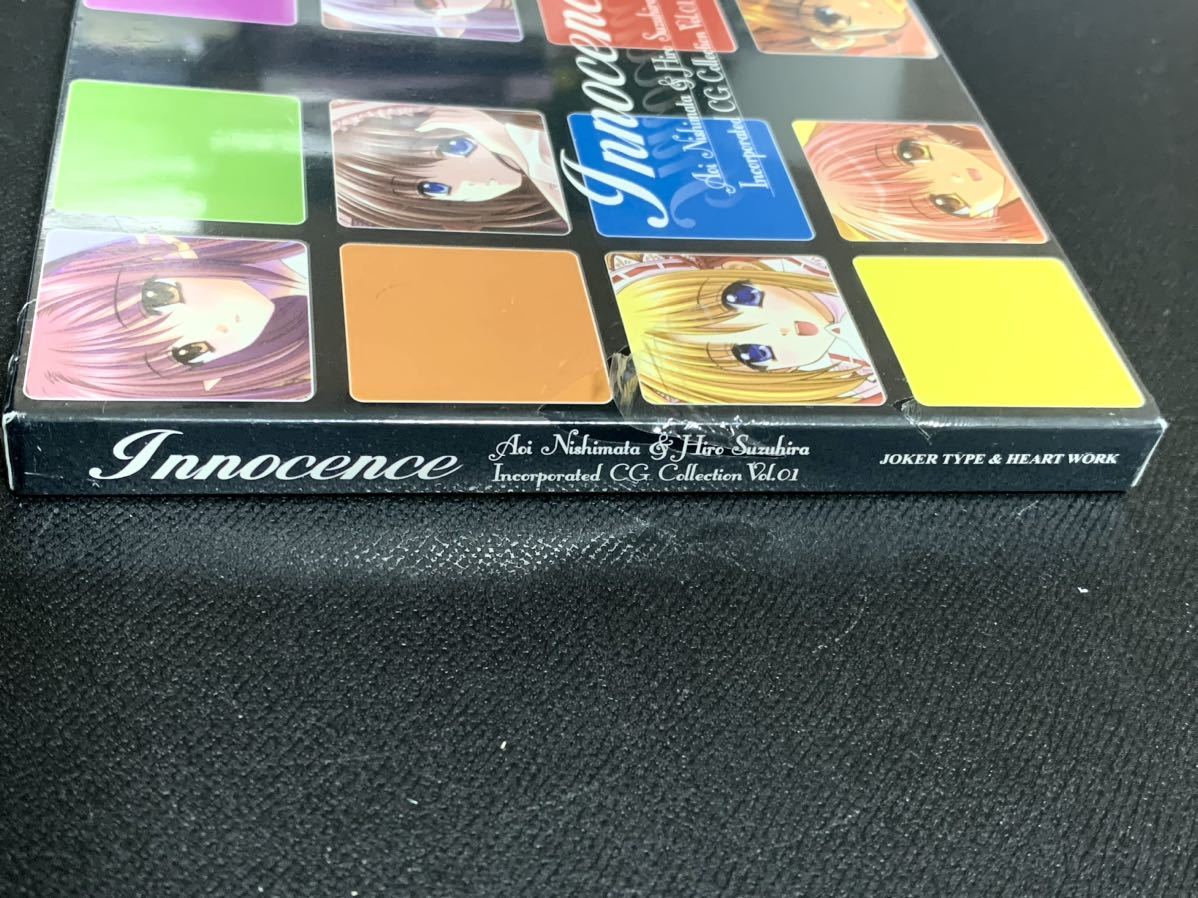 Innocenc
Aoi Nishimata & Hiro Suzuhira
Incorporated CG Collection Vol.01
Innocence
Aoi Nishimata & Hiro Suzuhira
Incorporated CG Collection Vol.01
JOKER TYPE & HEART WORK